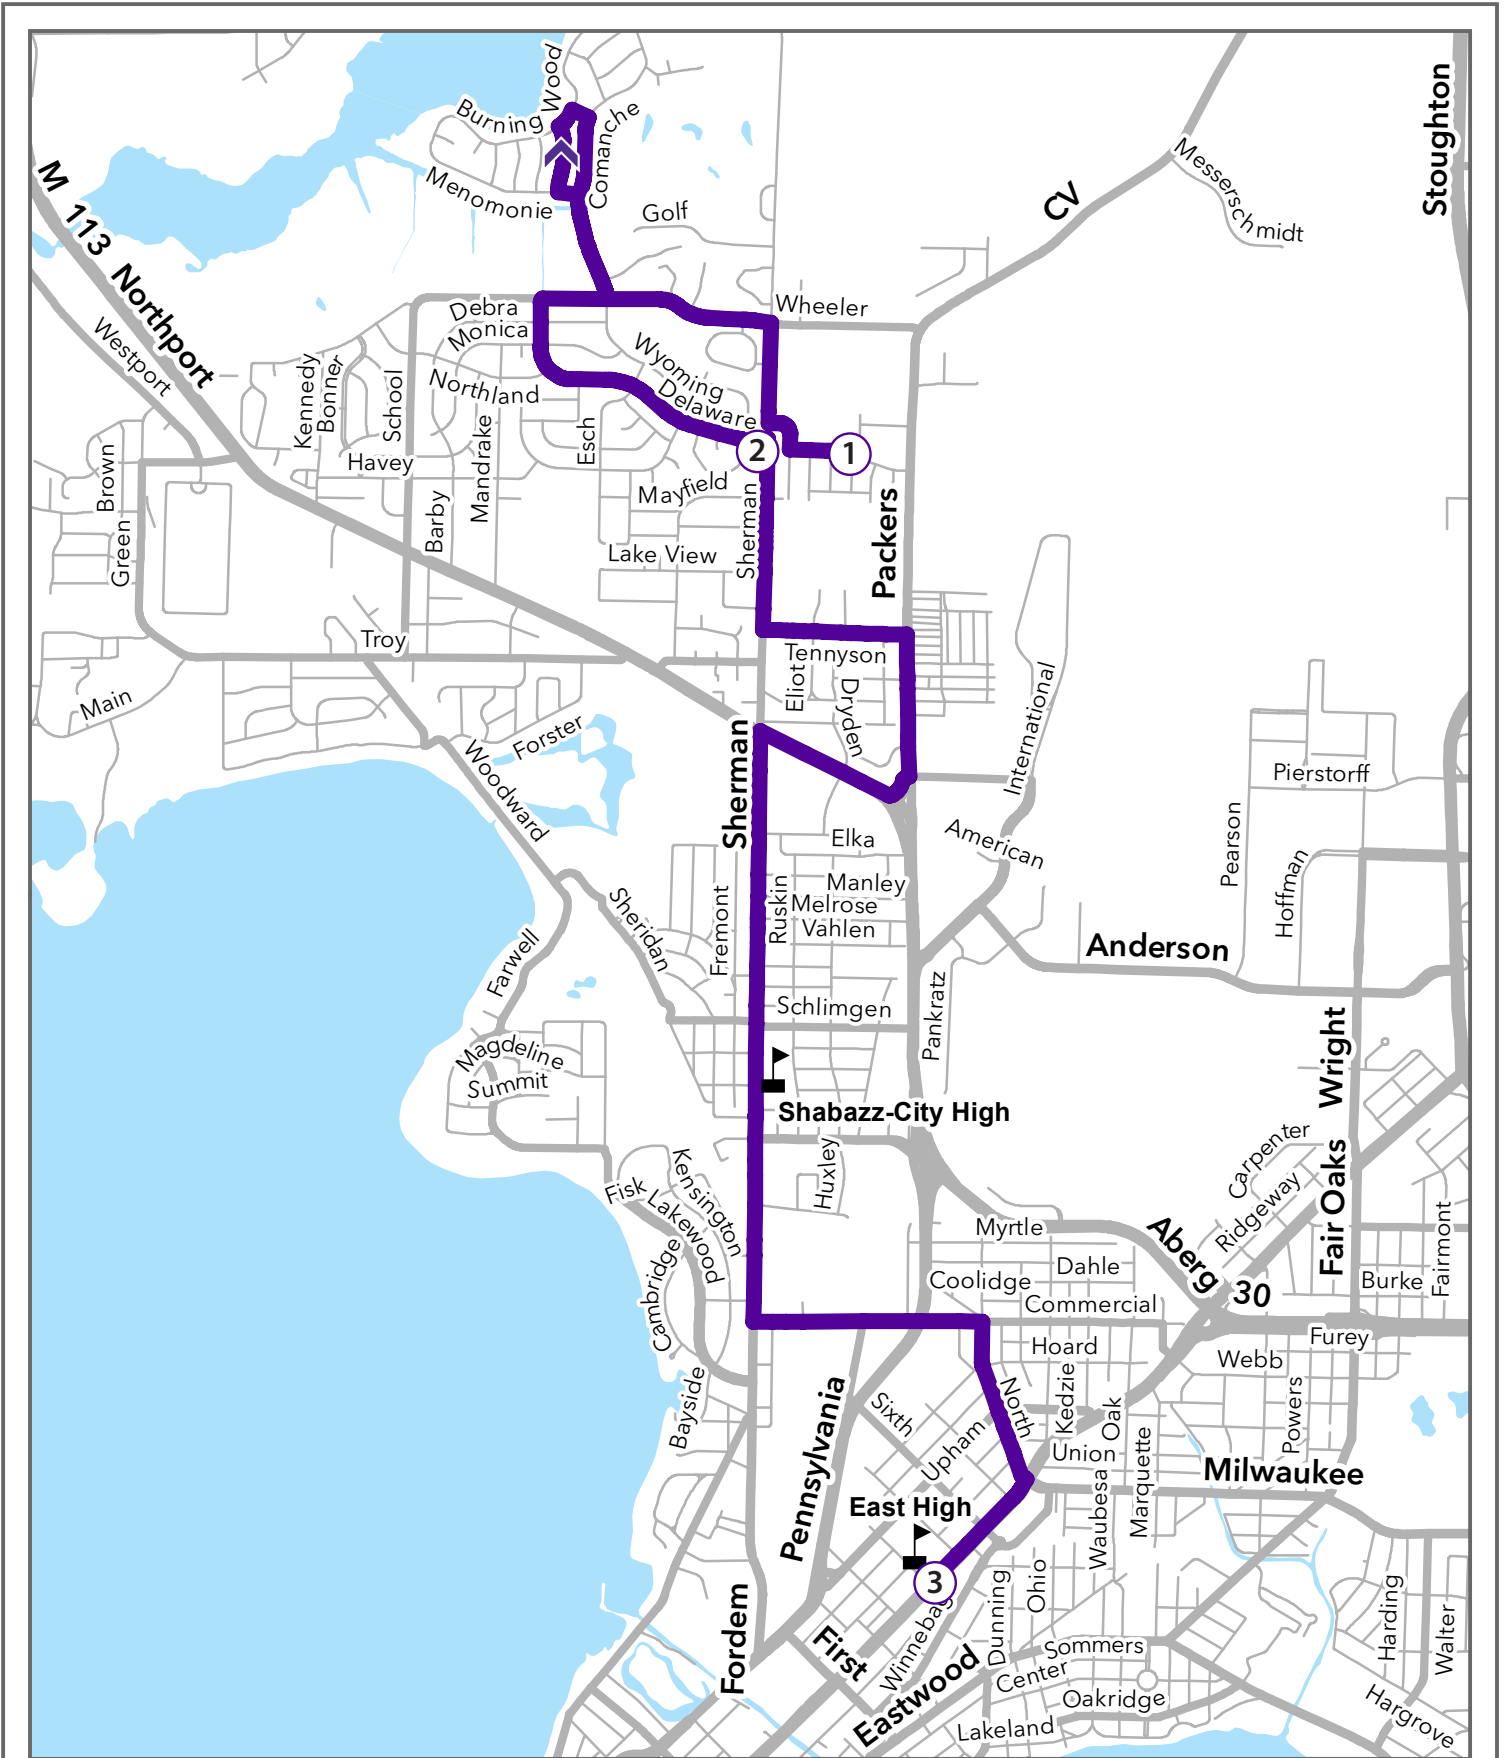 Wood
Burning
Comanche
Stoughton
Messerschmidt
M 113 Northport
Menomonie
CV
Golf
Wheeler
Debra
Monica
Westport
Wyoming
Kennedy
Bonner
School
Northland
Delaware
Mandrake
Esch
2
1
Brown
Havey
Mayfield
Sherman
Packers
Green
Barby
Lake View
Troy
Tennyson
Eliot
Dryden
International
Main
Forster
Woodward
Sherman
Pierstorff
Elka
American
Pearson
Hoffman
Manley
Melrose
Vahlen
Ruskin
Fremont
Sheridan
Farwell
Anderson
Schlimgen
Pankratz
Magdeline
Summit
Wright
Shabazz-City High
Carpenter
Huxley
Kensington
Fisk
Lakewood
Ridgeway
Fair Oaks
Myrtle
Aberg
Fairmont
Cambridge
Dahle
Coolidge
30
Burke
Commercial
Furey
Hoard
Webb
Bayside
Pennsylvania
Sixth
North
Kedzie
Oak
Powers
Upham
Union
Marquette
Milwaukee
Waubesa
East High
3
Ohio
Dunning
Winnebag
Fordem
First
Eastwood
Sommers
Center
Oakridge
Lakeland
Harding
Walter
Hargrove